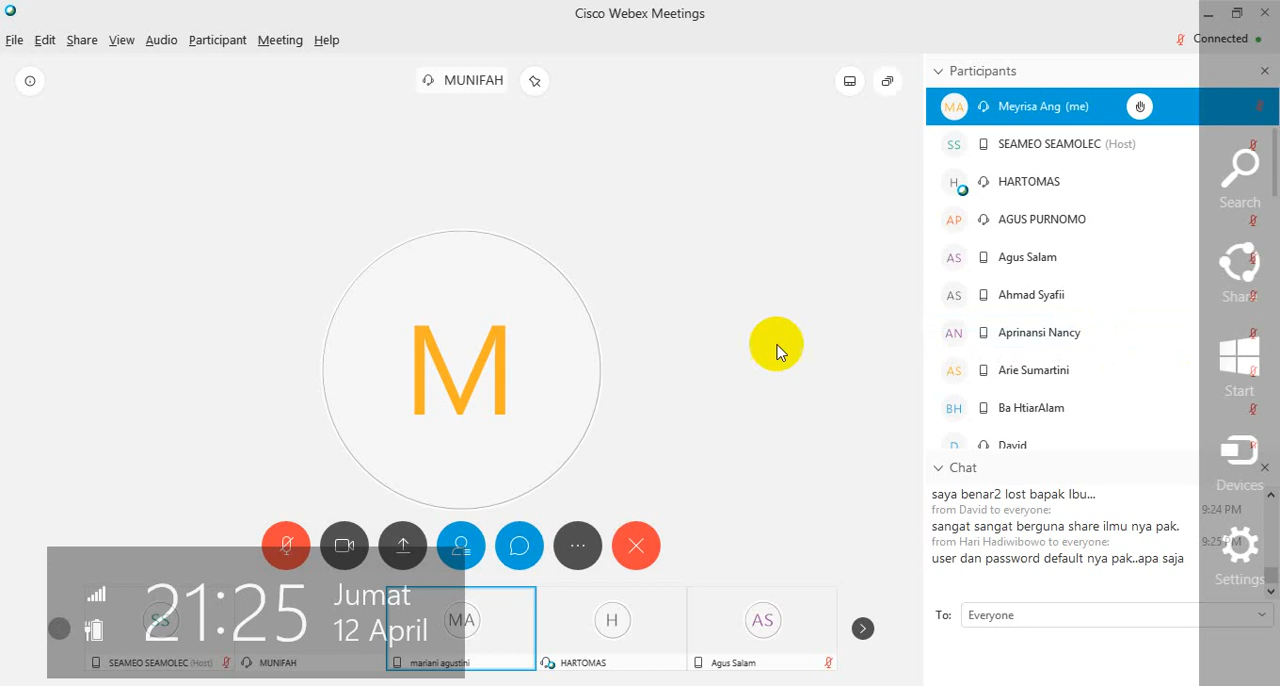 Cisco Webex Meetings
File Edit Share View Audio Participant Meeting Help
Connected
MUNIFAH
M
Participants
MA Meyrisa Ang (me)
SS SEAMEO SEAMOLEC (Host)
H HARTOMAS
AP AGUS PURNOMO
AS Agus Salam
AS Ahmad Syafii
AN Aprinansi Nancy
AS Arie Sumartini
BH Ba HtiarAlam
D David
Search
Share
Start
Devices
Settings
Chat
saya benar2 lost bapak Ibu...
from David to everyone: 9:24 PM
sangat sangat berguna share ilmu nya pak.
from Hari Hadiwibowo to everyone: 9:25 PM
user dan password default nya pak..apa saja
To: Everyone
21:25
Jumat
12 April
SS MA H AS
SEAMEO SEAMOLEC (Host) MUNIFAH mariani agustini HARTOMAS Agus Salam